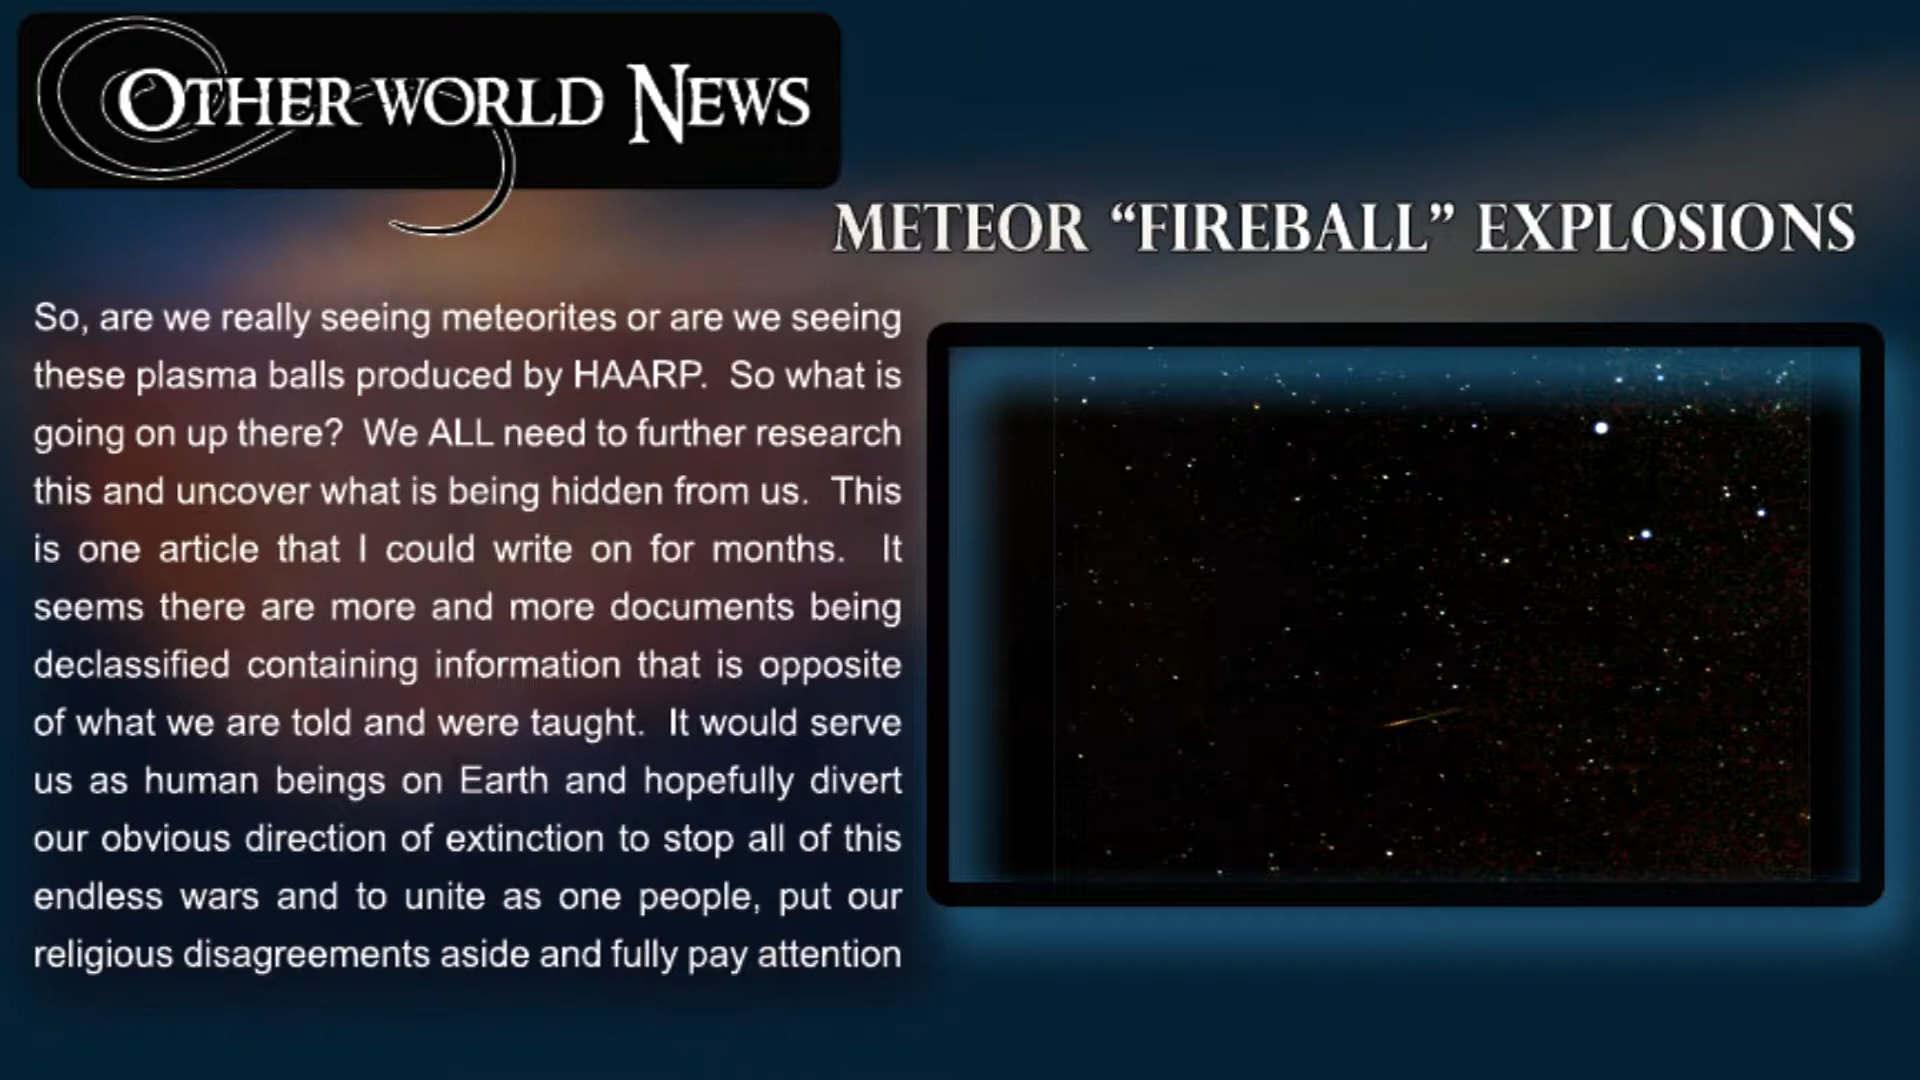 OTHER WORLD NEWS
METEOR “FIREBALL” EXPLOSIONS
So, are we really seeing meteorites or are we seeing
these plasma balls produced by HAARP.  So what is
going on up there?  We ALL need to further research
this and uncover what is being hidden from us.  This
is one article that I could write on for months.  It
seems there are more and more documents being
declassified containing information that is opposite
of what we are told and were taught.  It would serve
us as human beings on Earth and hopefully divert
our obvious direction of extinction to stop all of this
endless wars and to unite as one people, put our
religious disagreements aside and fully pay attention